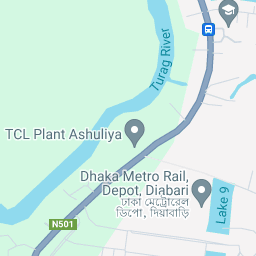 Turag River
TCL Plant Ashuliya
Dhaka Metro Rail,
Depot, Diabari
ঢাকা মেট্রোরেল
ডিপো, দিয়াবাড়ি
Lake 9
N501